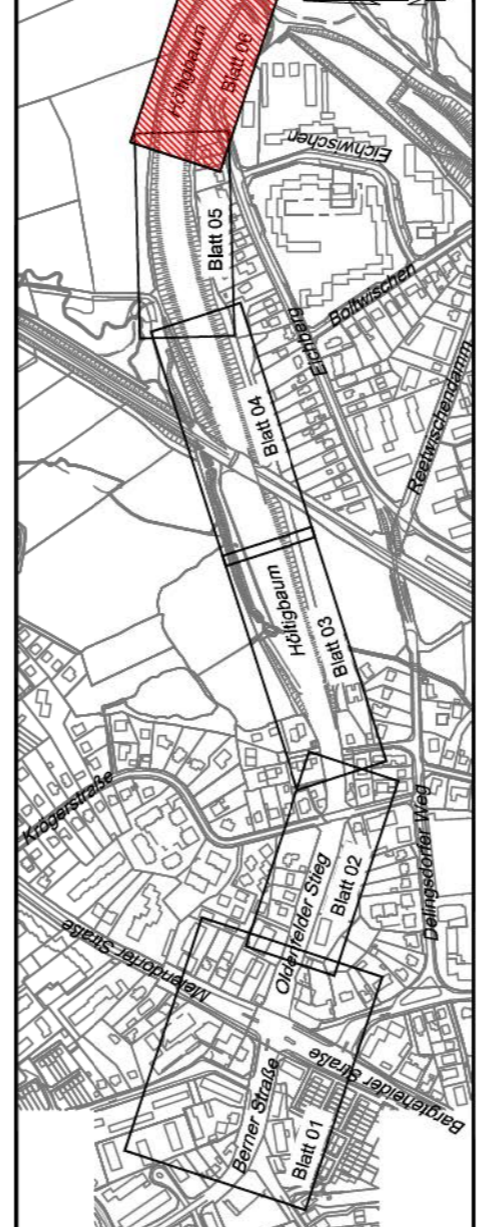 Höltigbaum
Blatt 06
Eichwischen
Blatt 05
Boltwischen
Eichberg
Blatt 04
Reetwischendamm
Höltigbaum
Blatt 03
Krögerstraße
Delingsdorfer Weg
Blatt 02
Oldenfelder Stieg
Meiendorfer Straße
Bargteheider Straße
Berner Straße
Blatt 01